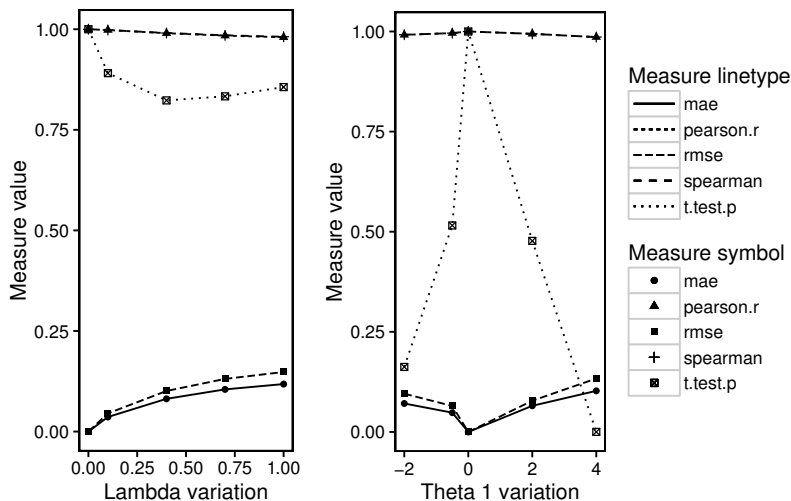 1.00
0.75
0.50
0.25
0.00
Measure value
0.00 0.25 0.50 0.75 1.00
Lambda variation
1.00
0.75
0.50
0.25
0.00
Measure value
−2 0 2 4
Theta 1 variation
Measure linetype
mae
pearson.r
rmse
spearman
t.test.p
Measure symbol
mae
pearson.r
rmse
spearman
t.test.p